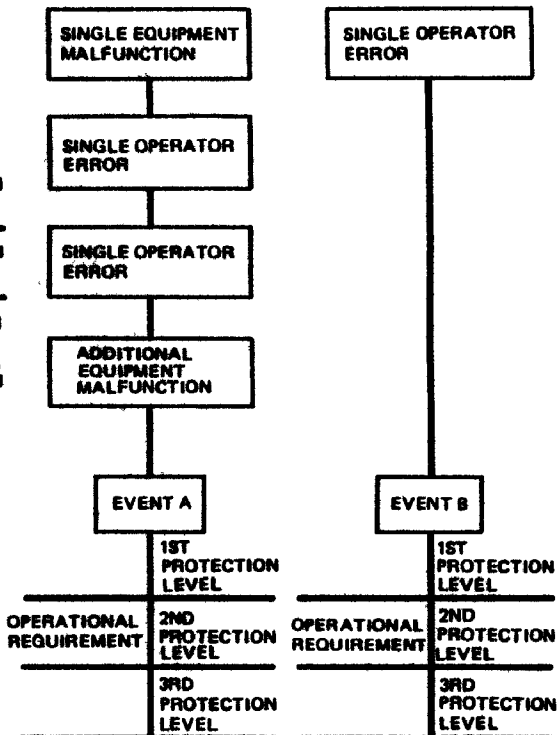 SINGLE EQUIPMENT
MALFUNCTION
SINGLE OPERATOR
ERROR
SINGLE OPERATOR
ERROR
ADDITIONAL
EQUIPMENT
MALFUNCTION
EVENT A
1ST
PROTECTION
LEVEL
OPERATIONAL
REQUIREMENT
2ND
PROTECTION
LEVEL
3RD
PROTECTION
LEVEL
SINGLE OPERATOR
ERROR
EVENT B
1ST
PROTECTION
LEVEL
OPERATIONAL
REQUIREMENT
2ND
PROTECTION
LEVEL
3RD
PROTECTION
LEVEL